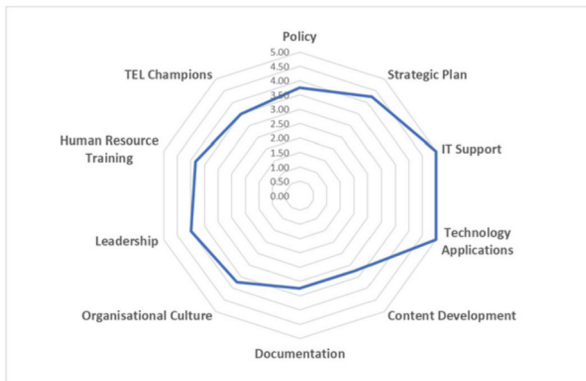 Policy
5.00
4.50
4.00
3.50
3.00
2.50
2.00
1.50
1.00
0.50
0.00
Strategic Plan
IT Support
Technology
Applications
Content Development
Documentation
Organisational Culture
Leadership
Human Resource
Training
TEL Champions